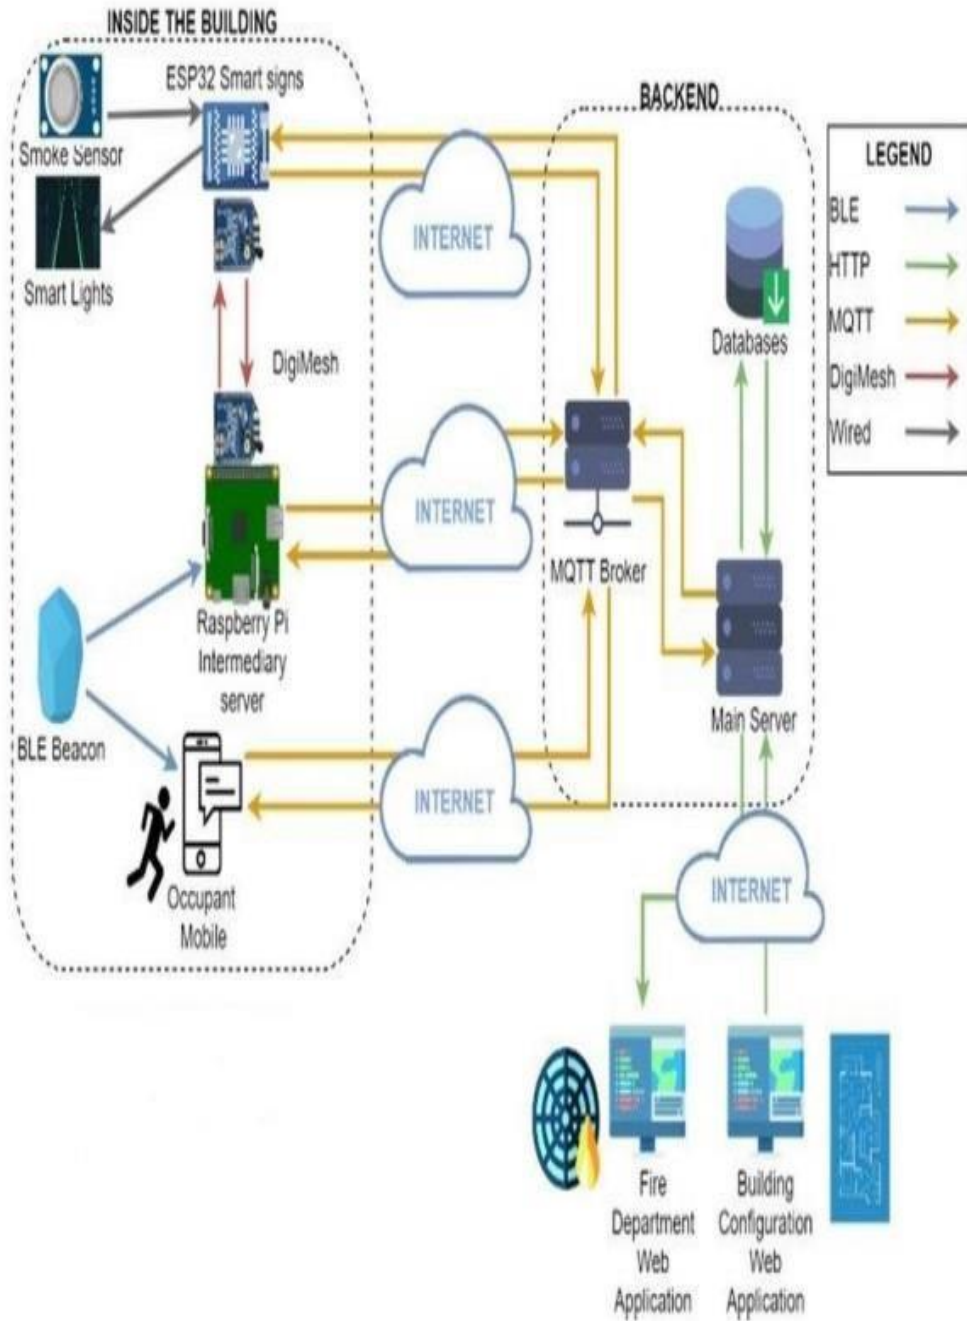 INSIDE THE BUILDING
ESP32 Smart signs
Smoke Sensor
Smart Lights
DigiMesh
Raspberry Pi
Intermediary
server
BLE Beacon
Occupant
Mobile
INTERNET
INTERNET
INTERNET
BACKEND
Databases
MQTT Broker
Main Server
INTERNET
Fire
Department
Web
Application
Building
Configuration
Web
Application
LEGEND
BLE
HTTP
MQTT
DigiMesh
Wired